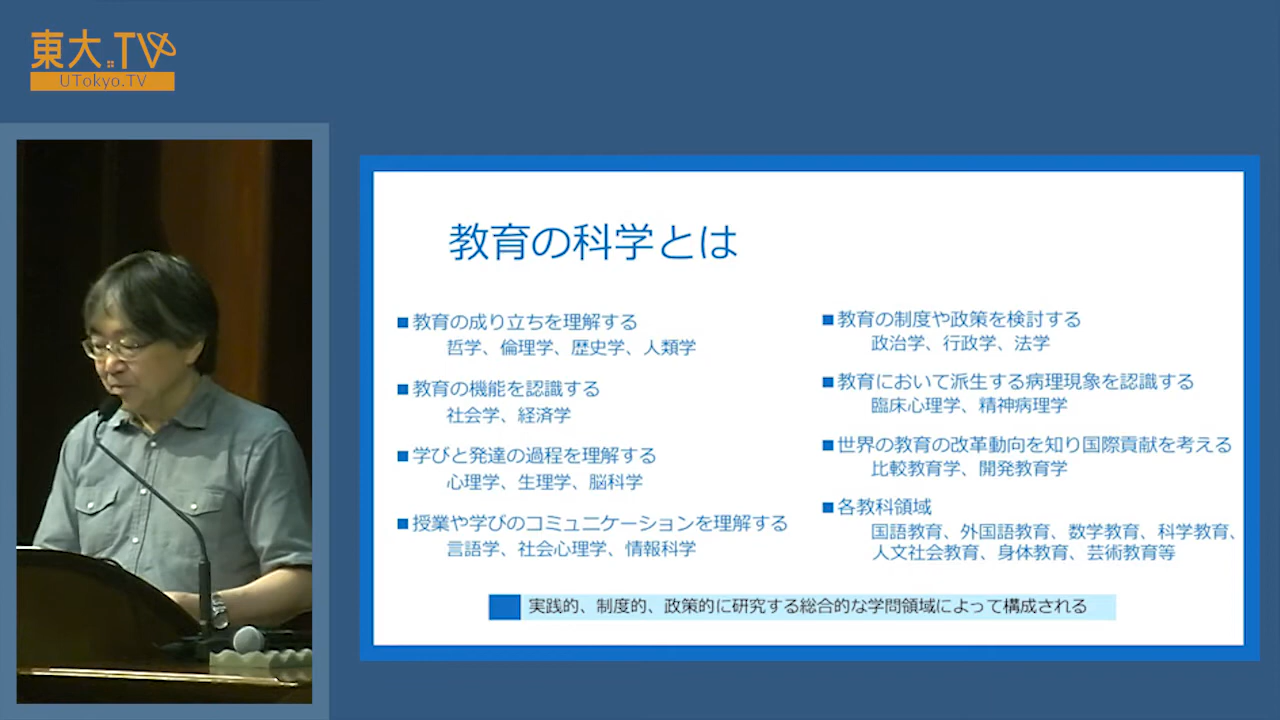 東大.TV
UTokyo.TV
教育の科学とは
■教育の成り立ちを理解する
哲学、倫理学、歴史学、人類学
■教育の機能を認識する
社会学、経済学
■学びと発達の過程を理解する
心理学、生理学、脳科学
■授業や学びのコミュニケーションを理解する
言語学、社会心理学、情報科学
■教育の制度や政策を検討する
政治学、行政学、法学
■教育において派生する病理現象を認識する
臨床心理学、精神病理学
■世界の教育の改革動向を知り国際貢献を考える
比較教育学、開発教育学
■各教科領域
国語教育、外国語教育、数学教育、科学教育、
人文社会教育、身体教育、芸術教育等
実践的、制度的、政策的に研究する総合的な学問領域によって構成される